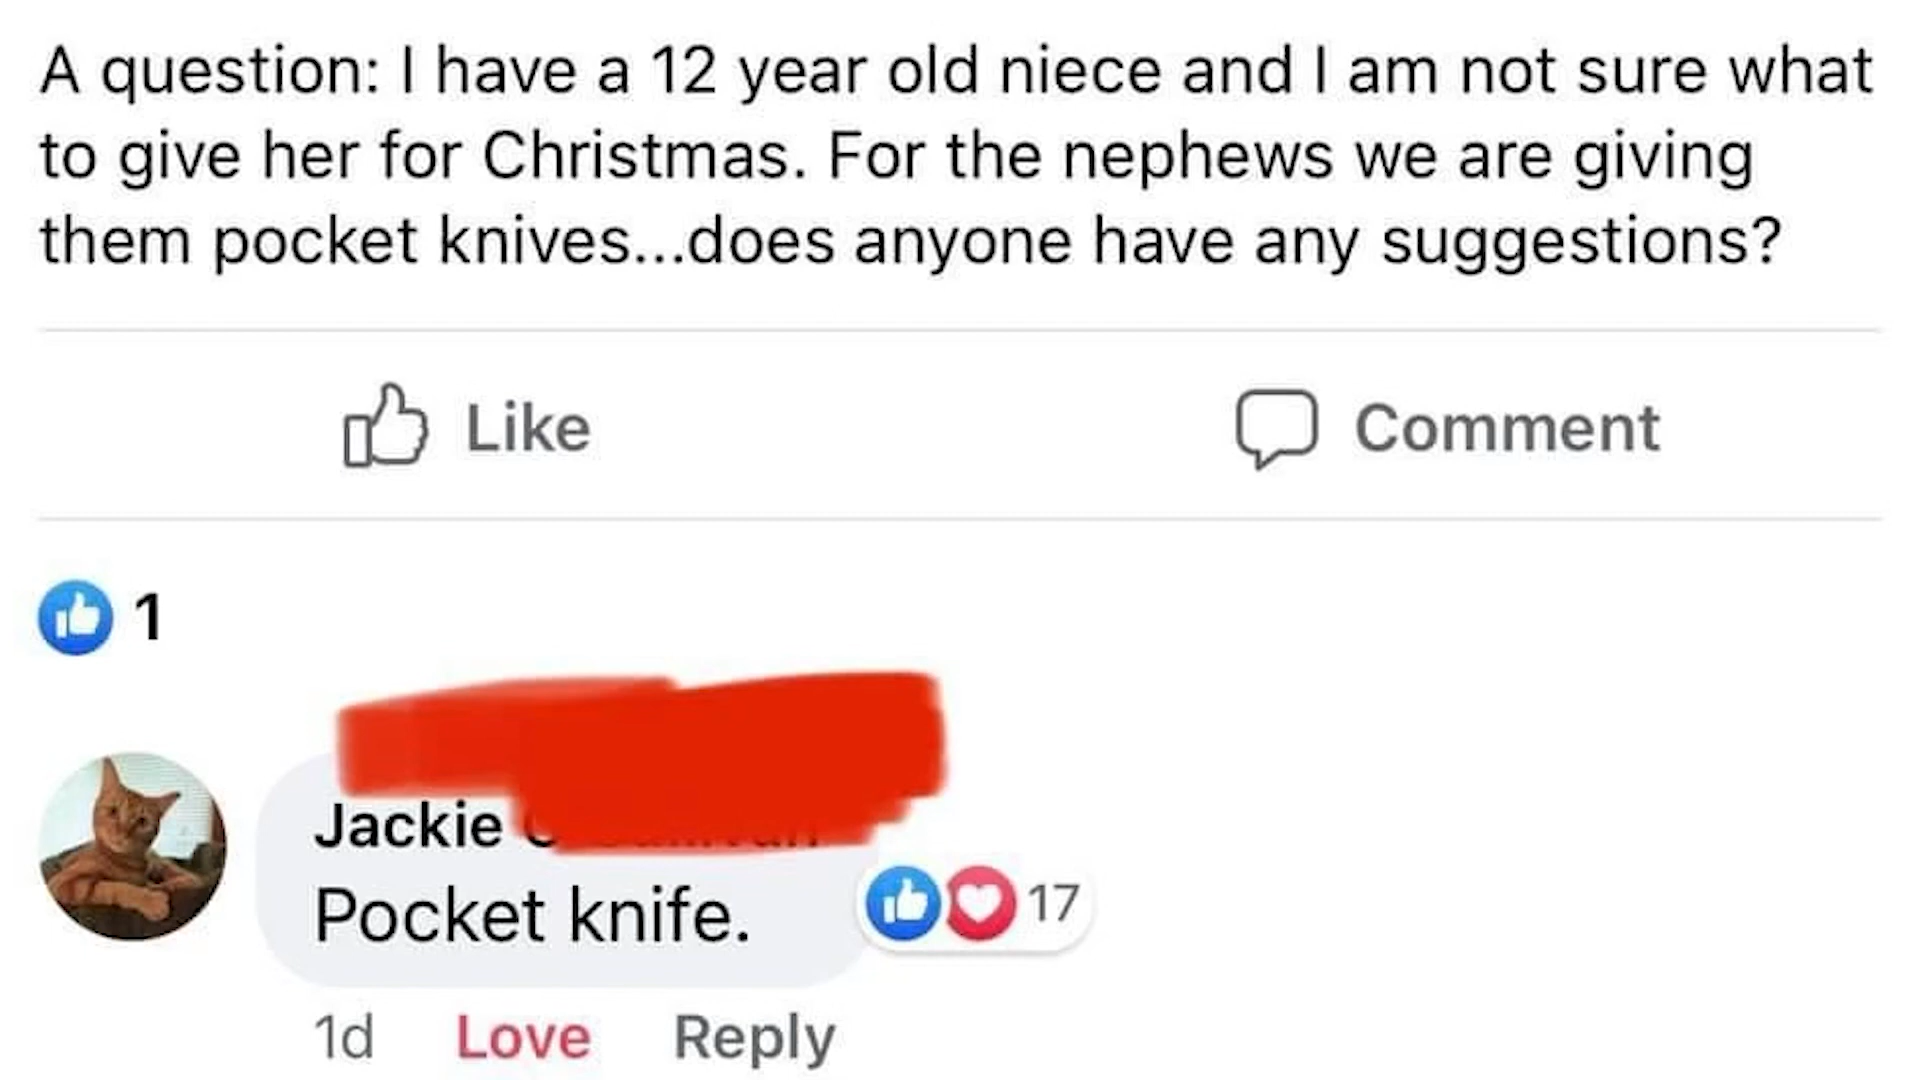 A question: I have a 12 year old niece and I am not sure what
to give her for Christmas. For the nephews we are giving
them pocket knives...does anyone have any suggestions?
Like
Comment
1
Jackie
Pocket knife.
17
1d
Love
Reply